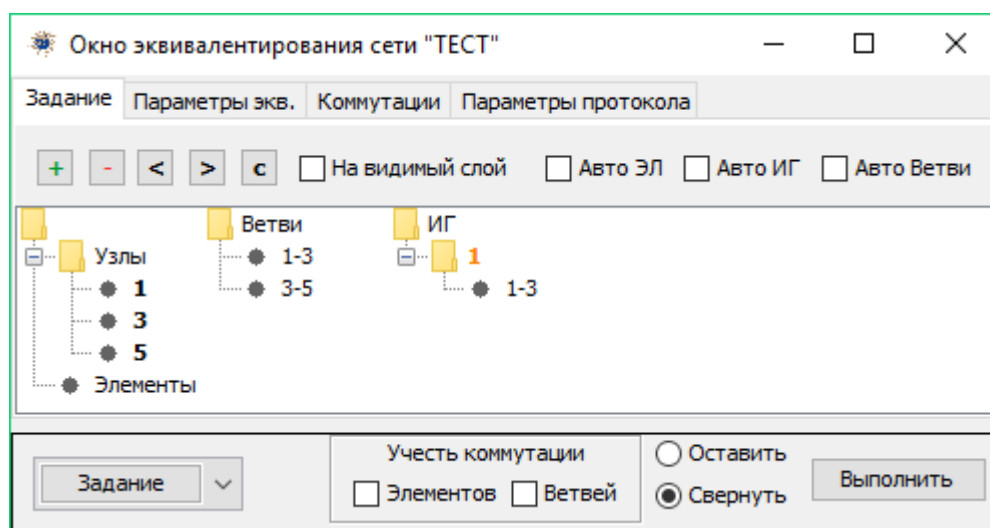 Окно эквивалентирования сети "ТЕСТ"
Задание Параметры экв. Коммутации Параметры протокола
+ - < > c На видимый слой Авто ЭЛ Авто ИГ Авто Ветви
Ветви ИГ
Узлы 1-3 1
1 3-5 1-3
3
5
Элементы
Учесть коммутации Оставить
Задание Элементов Ветвей Свернуть Выполнить